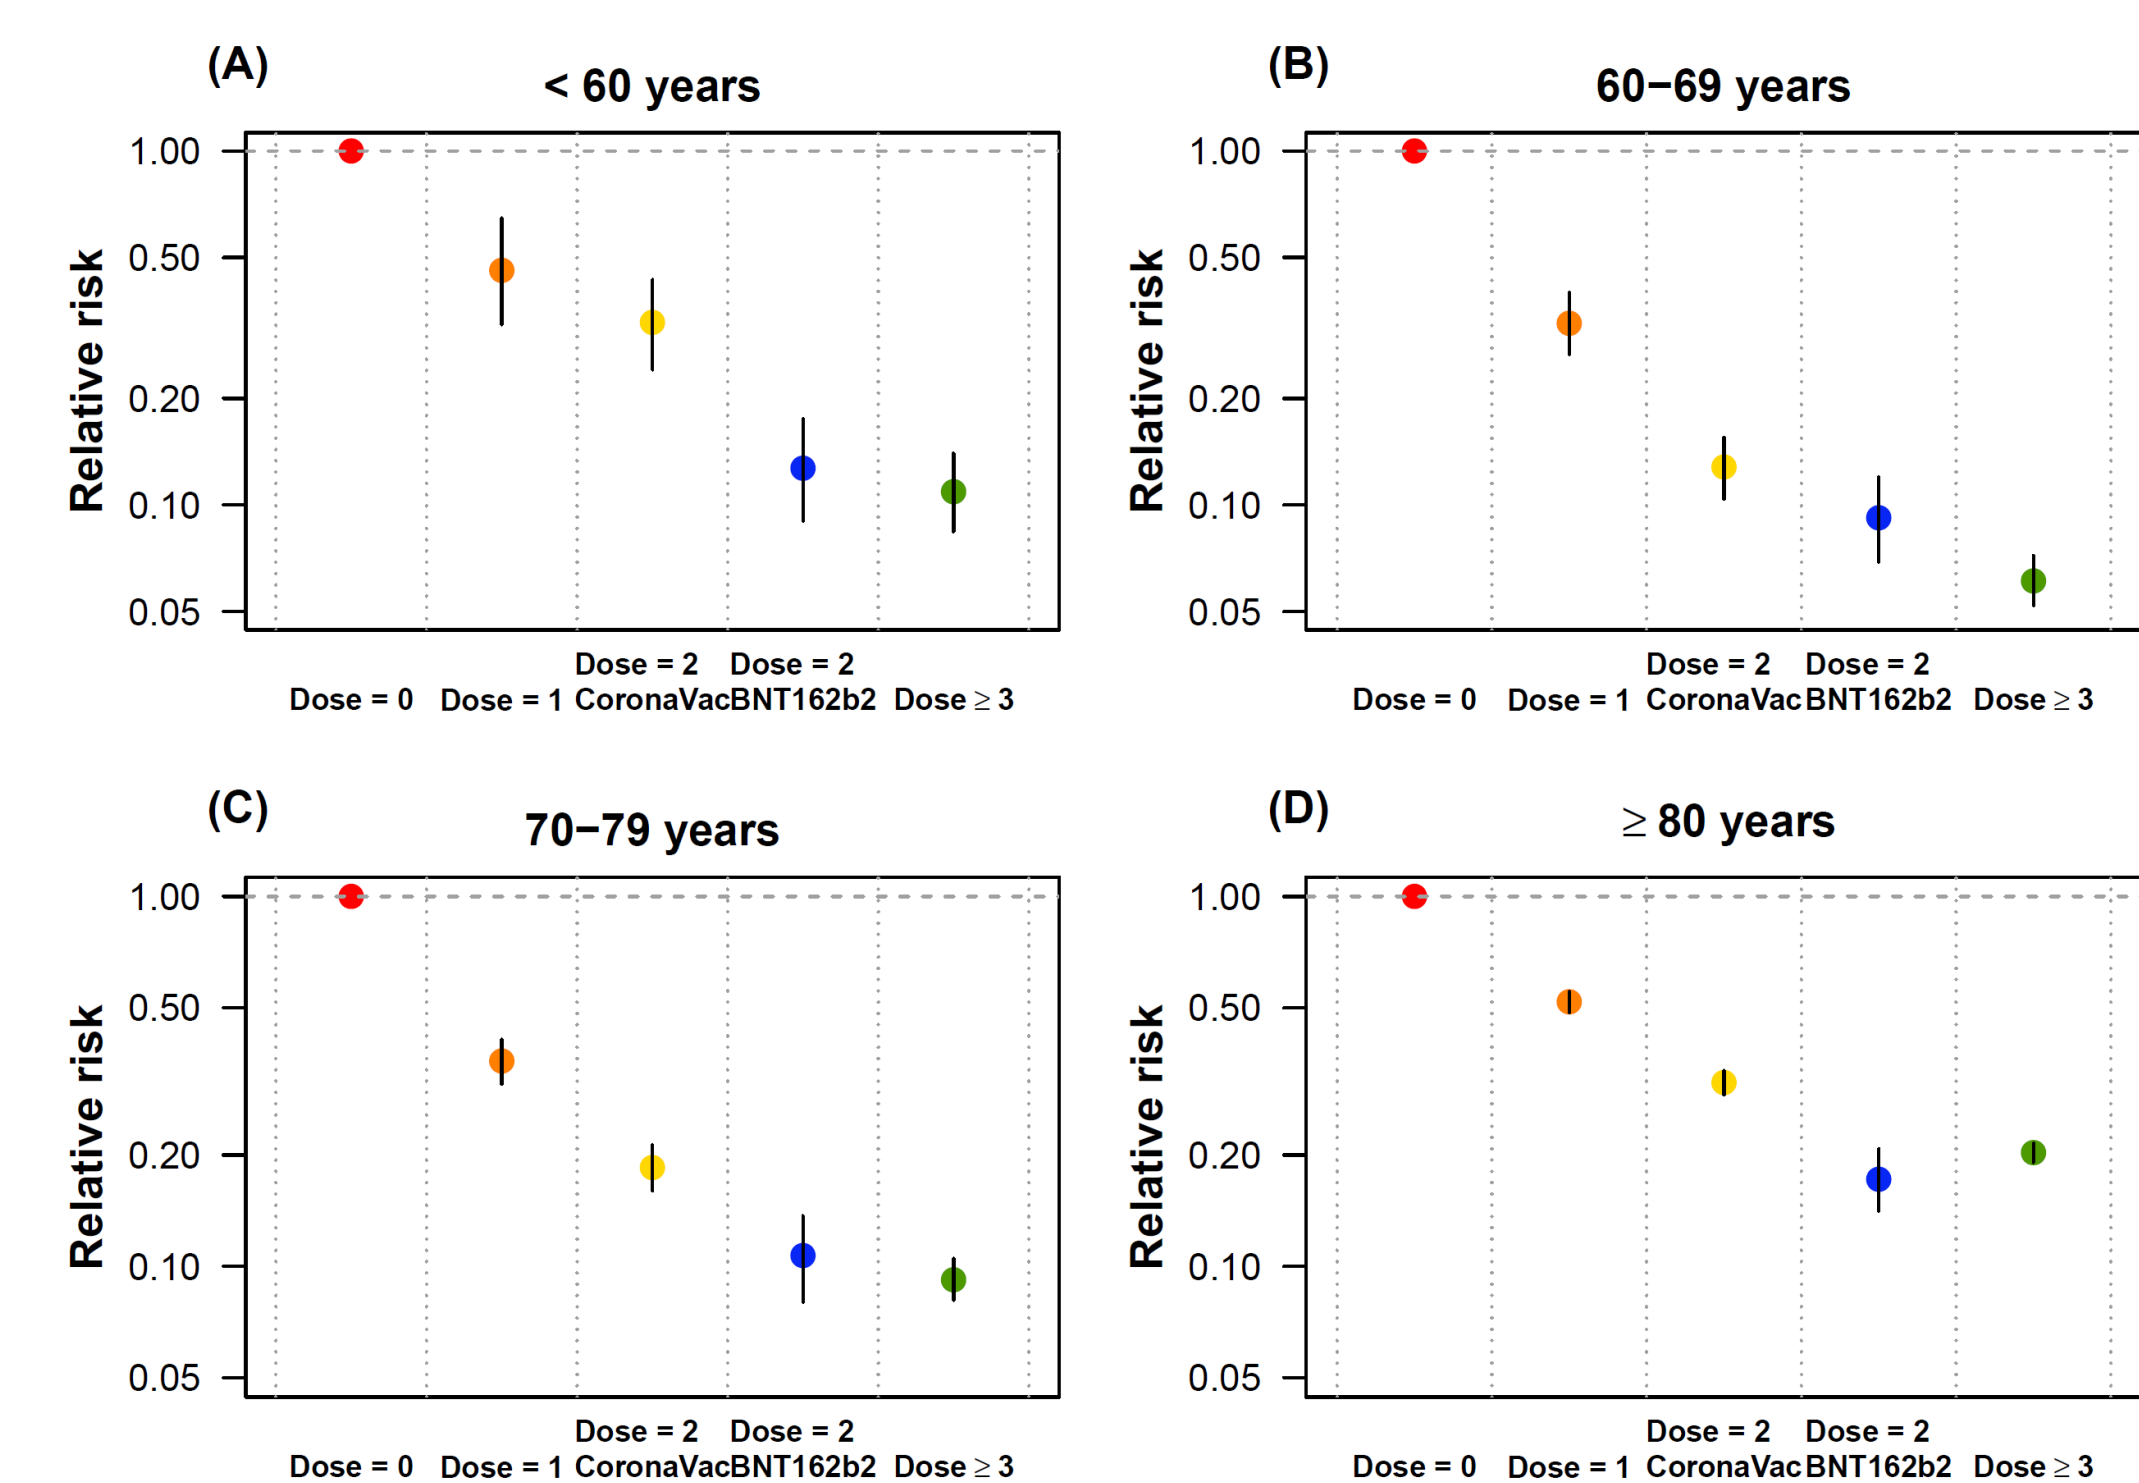 (A)
< 60 years
Relative risk
1.00
0.50
0.20
0.10
0.05
Dose = 2 Dose = 2
Dose = 0 Dose = 1 CoronaVac BNT162b2 Dose ≥ 3
(B)
60−69 years
Relative risk
1.00
0.50
0.20
0.10
0.05
Dose = 2 Dose = 2
Dose = 0 Dose = 1 CoronaVac BNT162b2 Dose ≥ 3
(C)
70−79 years
Relative risk
1.00
0.50
0.20
0.10
0.05
Dose = 2 Dose = 2
Dose = 0 Dose = 1 CoronaVac BNT162b2 Dose ≥ 3
(D)
≥ 80 years
Relative risk
1.00
0.50
0.20
0.10
0.05
Dose = 2 Dose = 2
Dose = 0 Dose = 1 CoronaVac BNT162b2 Dose ≥ 3